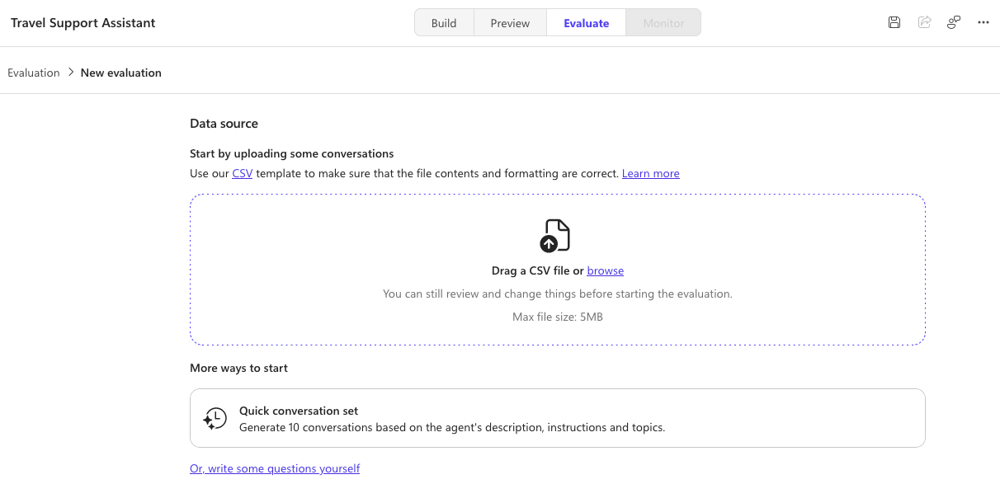 Travel Support Assistant
Build
Preview
Evaluate
Monitor
Evaluation > New evaluation
Data source
Start by uploading some conversations
Use our CSV template to make sure that the file contents and formatting are correct. Learn more
Drag a CSV file or browse
You can still review and change things before starting the evaluation.
Max file size: 5MB
More ways to start
Quick conversation set
Generate 10 conversations based on the agent's description, instructions and topics.
Or, write some questions yourself